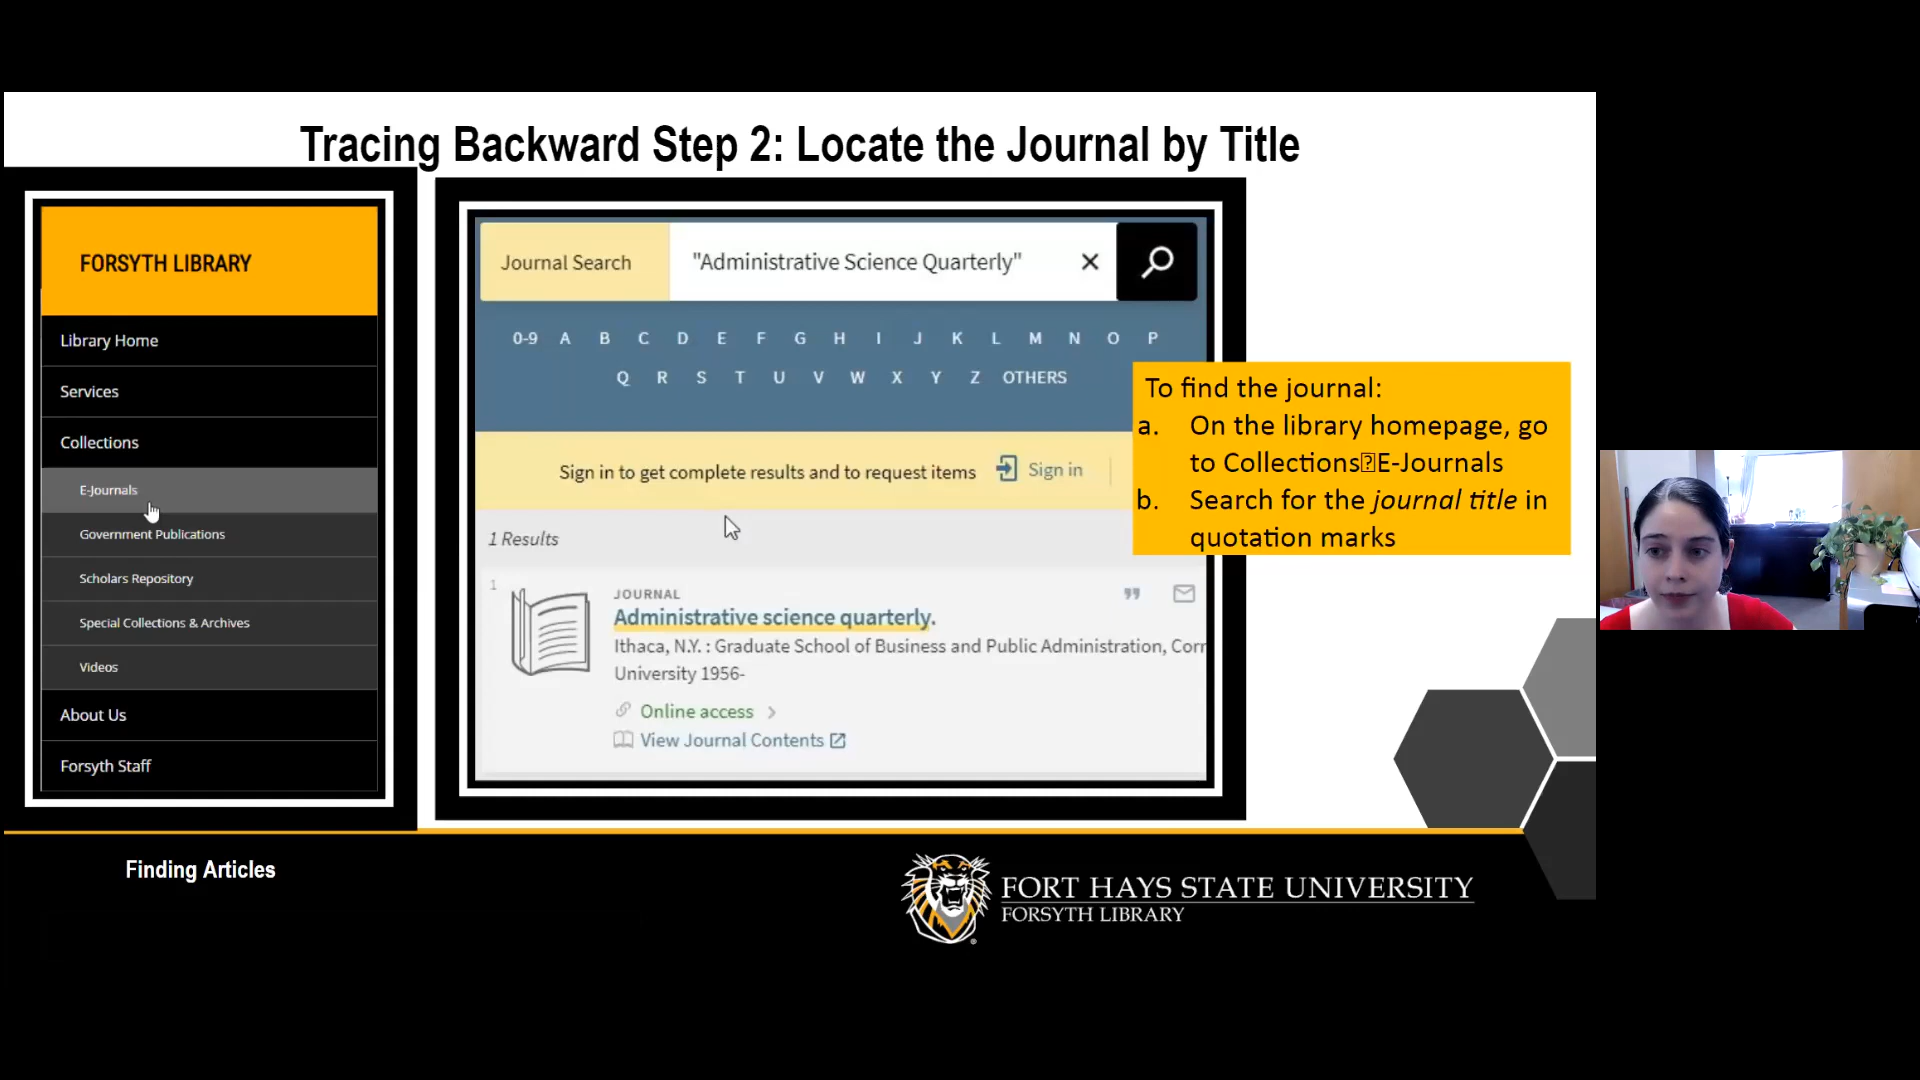 Tracing Backward Step 2: Locate the Journal by Title
FORSYTH LIBRARY
Library Home
Services
Collections
E-Journals
Government Publications
Scholars Repository
Special Collections & Archives
Videos
About Us
Forsyth Staff
Journal Search
"Administrative Science Quarterly"
0-9 A B C D E F G H I J K L M N O P
Q R S T U V W X Y Z OTHERS
Sign in to get complete results and to request items
Sign in
1 Results
1
JOURNAL
Administrative science quarterly.
Ithaca, N.Y. : Graduate School of Business and Public Administration, Corr
University 1956-
Online access
View Journal Contents
To find the journal:
a. On the library homepage, go
to Collections⍰E-Journals
b. Search for the journal title in
quotation marks
Finding Articles
FORT HAYS STATE UNIVERSITY
FORSYTH LIBRARY